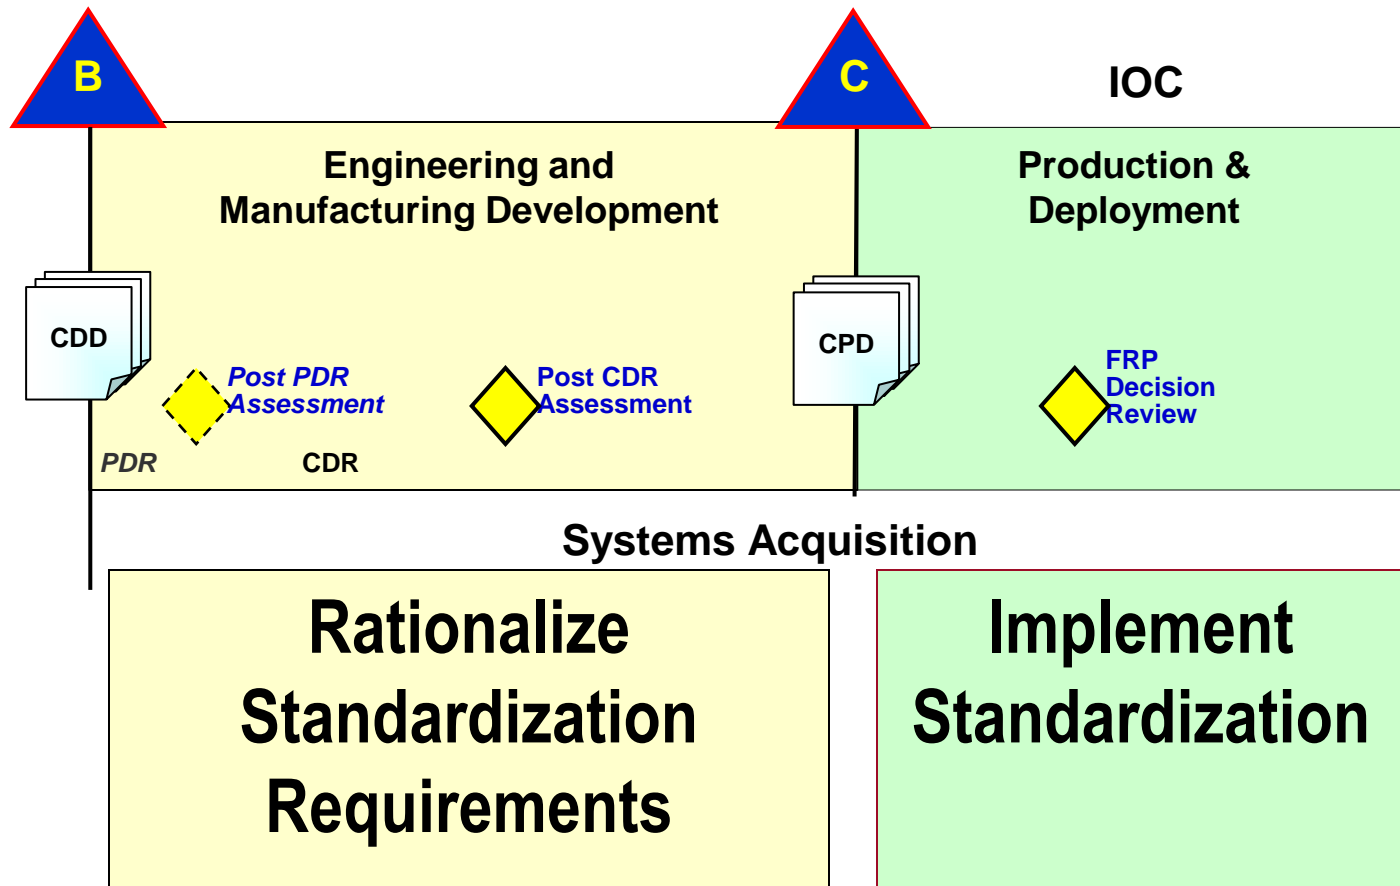 B
C
IOC
Engineering and
Manufacturing Development
Production &
Deployment
CDD
CPD
Post PDR
Assessment
Post CDR
Assessment
FRP
Decision
Review
PDR
CDR
Systems Acquisition
Rationalize
Standardization
Requirements
Implement
Standardization